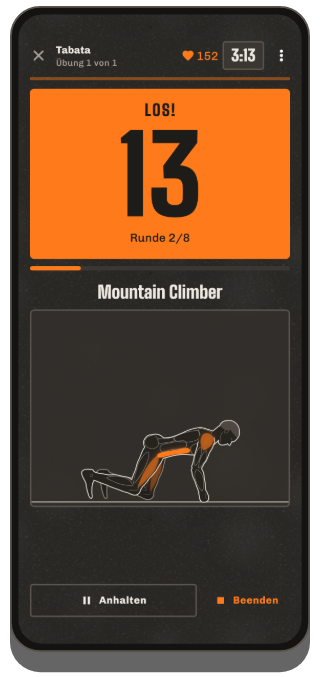 Tabata
Übung 1 von 1
152
3:13
LOS!
13
Runde 2/8
Mountain Climber
Anhalten
Beenden